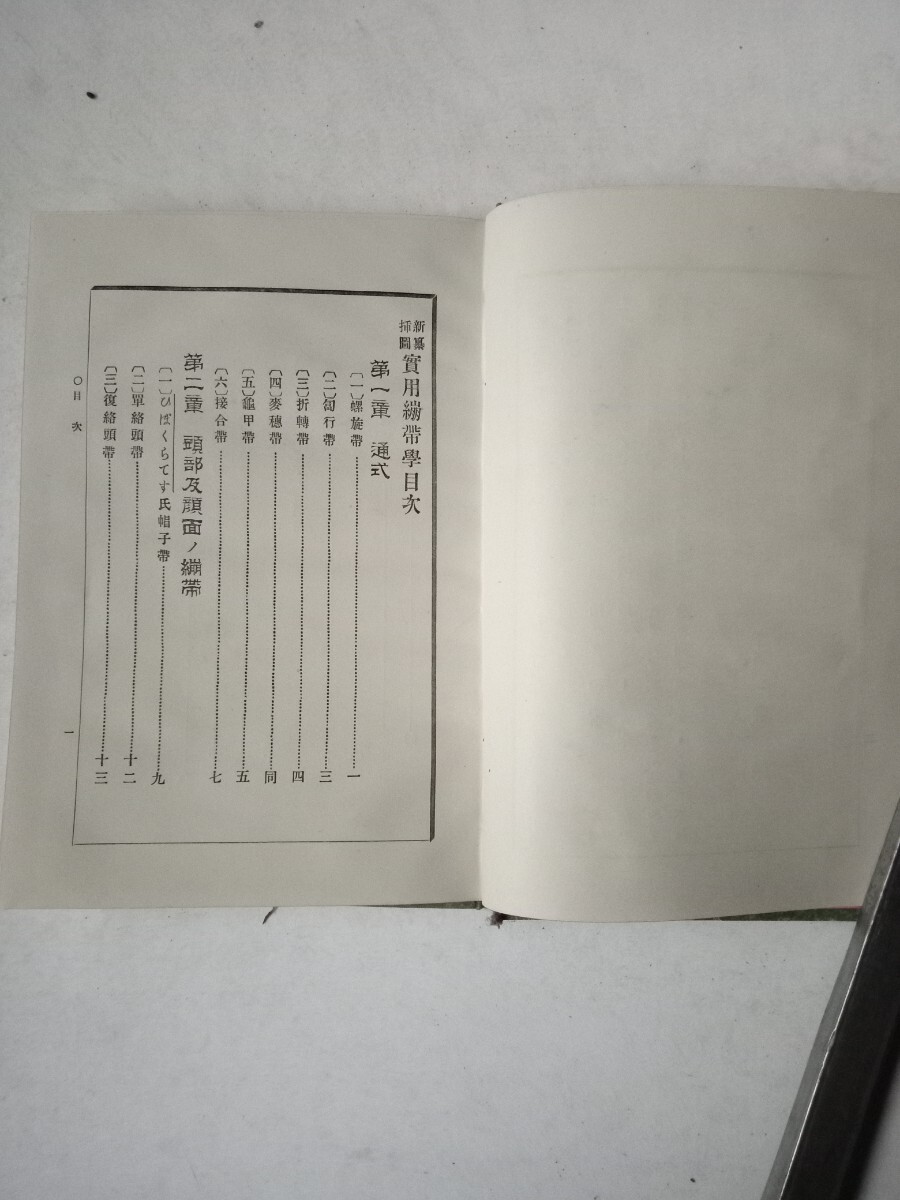 新纂
挿圖
實用繃帶學目次
第一章　通式
〔一〕螺旋帶…………一
〔二〕匐行帶…………三
〔三〕折轉帶…………四
〔四〕麥穗帶…………同
〔五〕龜甲帶…………五
〔六〕接合帶…………七
第二章　頭部及顔面ノ繃帶
〔一〕ひぽくらてす氏帽子帶…………九
〔二〕單絡頭帶…………十二
〔三〕復絡頭帶…………十三
〇目次
一